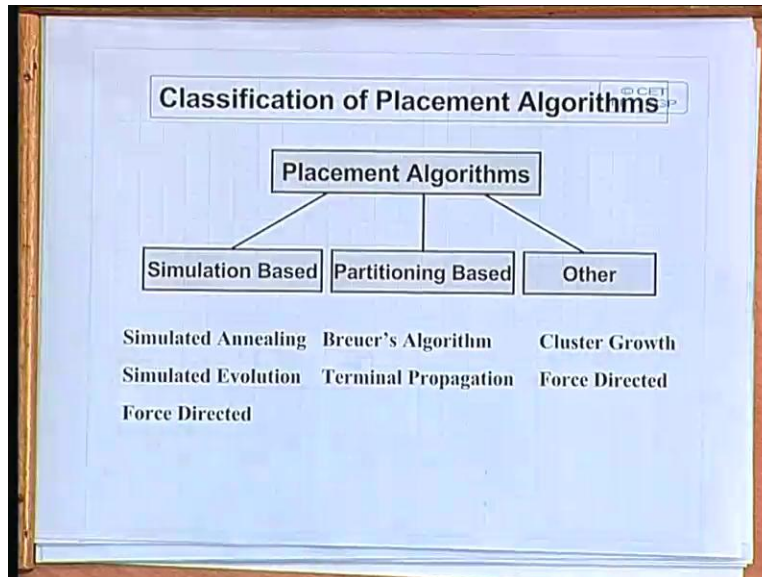 Classification of Placement Algorithms
© CET
Placement Algorithms
Simulation Based
Partitioning Based
Other
Simulated Annealing Breuer's Algorithm Cluster Growth
Simulated Evolution Terminal Propagation Force Directed
Force Directed